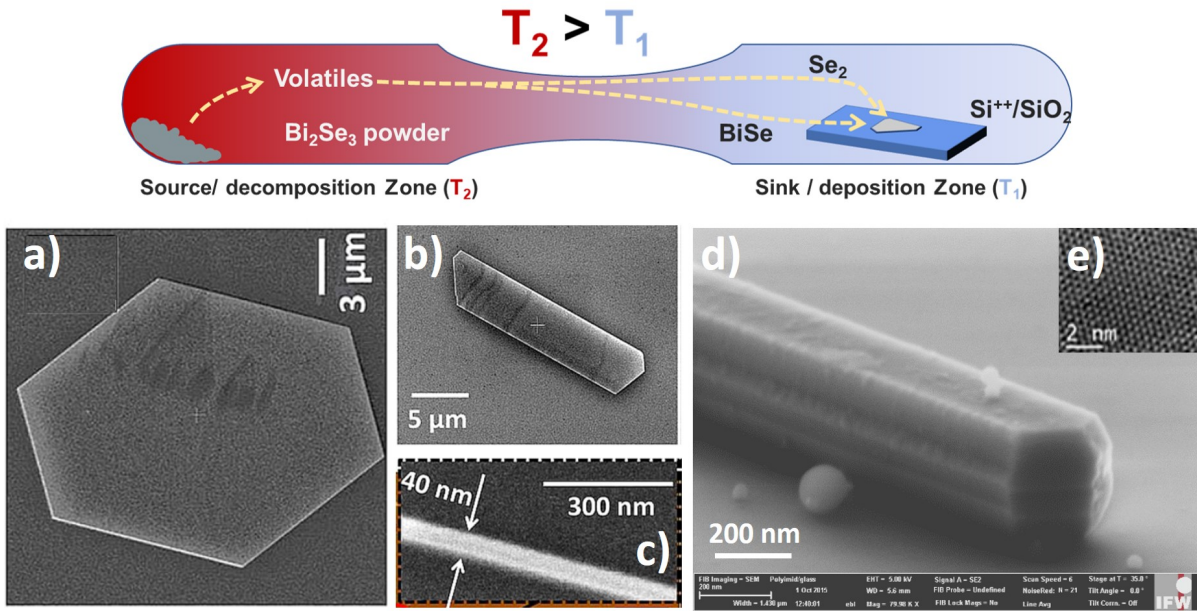 T₂ > T₁
Volatiles
Se₂
Si⁺⁺/SiO₂
Bi₂Se₃ powder
BiSe
Source/ decomposition Zone (T₂)
Sink / deposition Zone (T₁)
a)
3 μm
b)
5 μm
40 nm
300 nm
c)
d)
e)
2 nm
200 nm
FIB Imaging = SEM
Polyimid/glam
EHT = 5.00 kV
Signal A = SE2
Scan Speed = 6
Stage at T = 35.0 °
200 nm
1 Oct 2015
WD = 5.6 mm
FIB Probe = Undefined
NoiseRed: N = 21
Tilt Angle = 0.0 °
Width = 1.430 μm
12:40:01
ebl
Mag = 79.98 K X
FIB Lock Mags = No
Line Avg
Tilt Corrn. = Off
IFW